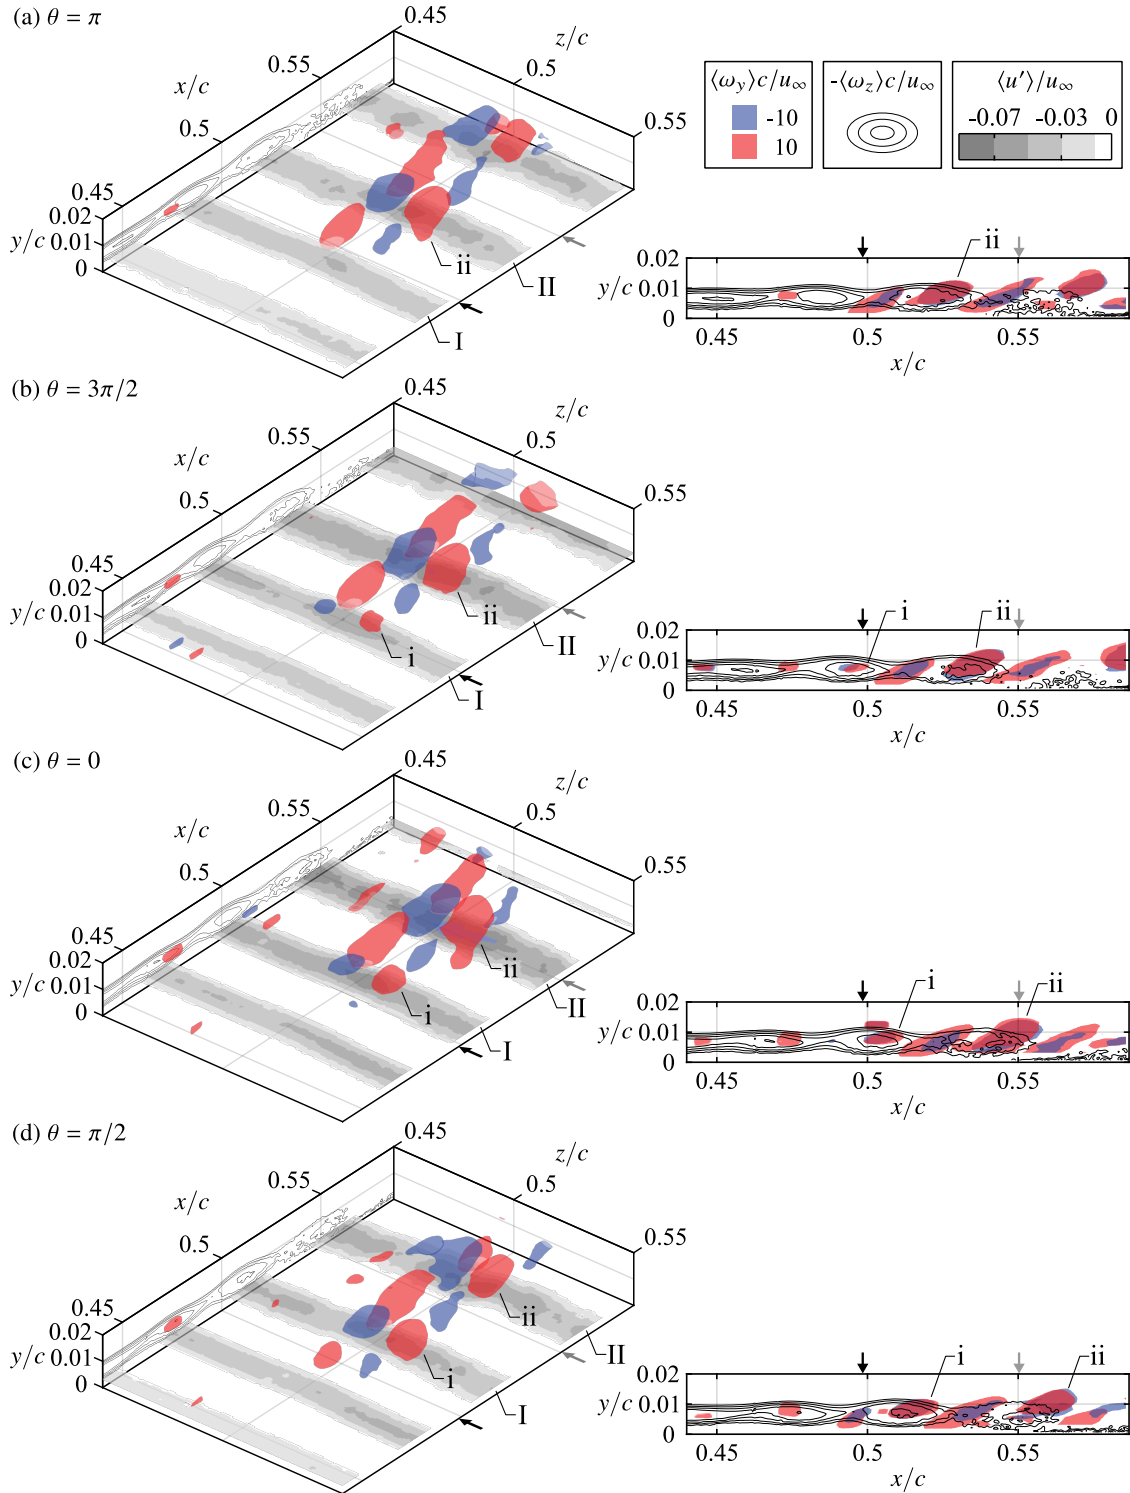 (a) θ = π
0.45
z/c
0.55
0.5
x/c
0.5
0.55
0.45
0.02
y/c 0.01
0
ii
II
I
⟨ω_y⟩c/u_∞
-10
10
-⟨ω_z⟩c/u_∞
⟨u′⟩/u_∞
-0.07 -0.03 0
ii
0.02
y/c 0.01
0
0.45 0.5 0.55
x/c
(b) θ = 3π/2
0.45
z/c
0.55
0.5
x/c
0.5
0.55
0.45
0.02
y/c 0.01
0
ii
II
i
I
i ii
0.02
y/c 0.01
0
0.45 0.5 0.55
x/c
(c) θ = 0
0.45
z/c
0.55
0.5
x/c
0.5
0.55
0.45
0.02
y/c 0.01
0
ii
II
i
I
i ii
0.02
y/c 0.01
0
0.45 0.5 0.55
x/c
(d) θ = π/2
0.45
z/c
0.55
0.5
x/c
0.5
0.55
0.45
0.02
y/c 0.01
0
ii
II
i
I
i ii
0.02
y/c 0.01
0
0.45 0.5 0.55
x/c